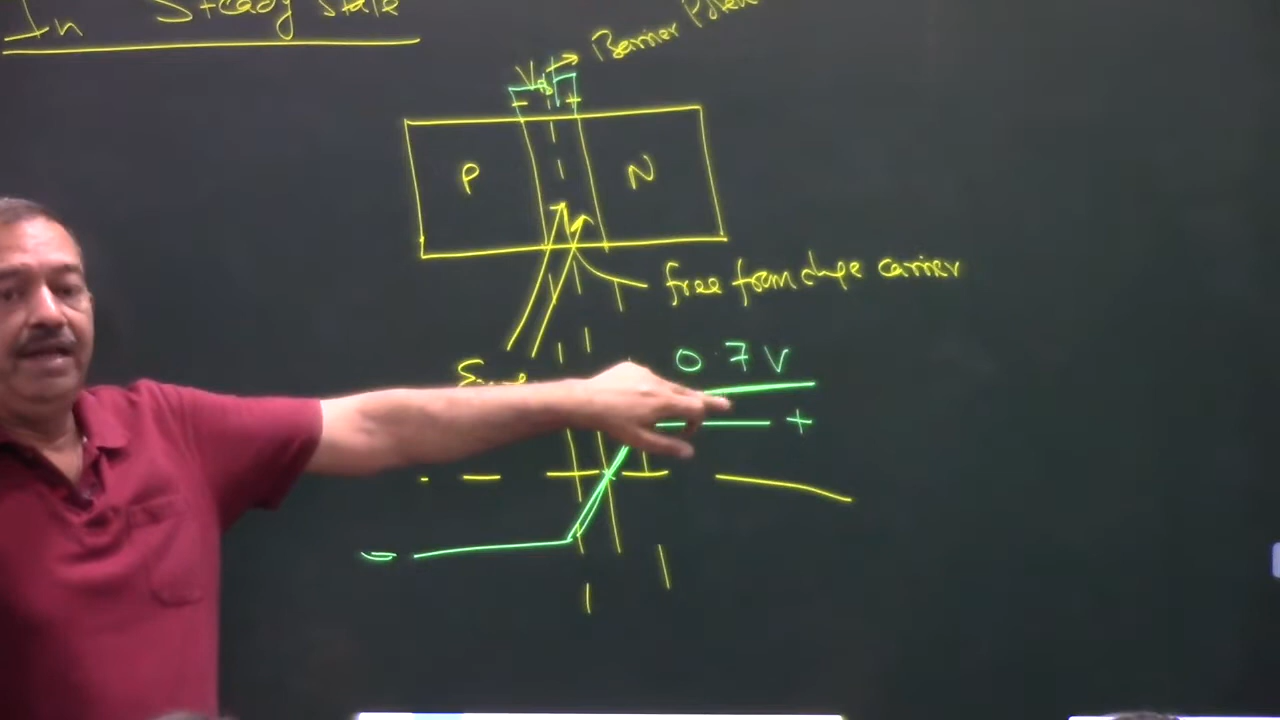 In Steady State
Barrier
V
- +
P N
free from charge carrier
0.7 V
+
-